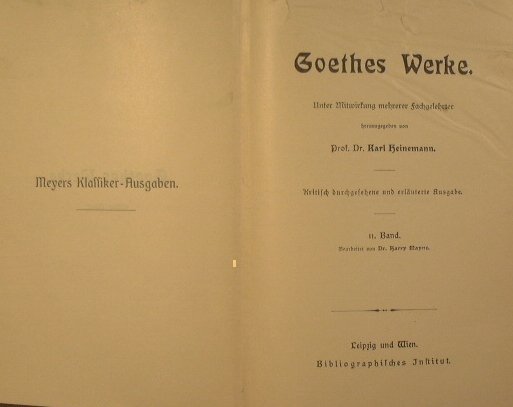 Meyers Klassiker-Ausgaben.
Goethes Werke.
Unter Mitwirkung mehrerer Fachgelehrter
herausgegeben von
Prof. Dr. Karl Heinemann.
Kritisch durchgesehene und erläuterte Ausgabe.
11. Band.
Bearbeitet von Dr. Harry Maync.
Leipzig und Wien.
Bibliographisches Institut.